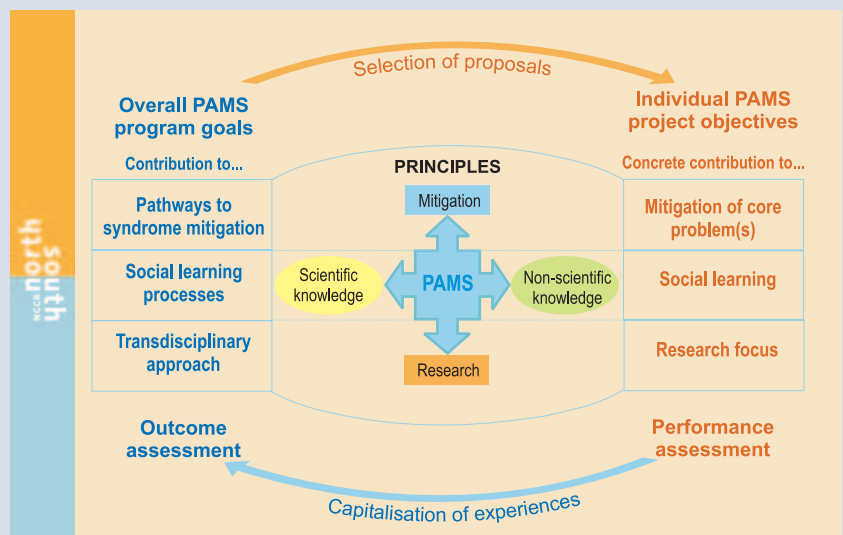 Selection of proposals
Overall PAMS
program goals
Individual PAMS
project objectives
Contribution to...
PRINCIPLES
Concrete contribution to...
Pathways to
syndrome mitigation
Mitigation
Mitigation of core
problem(s)
Social learning
processes
Scientific
knowledge
PAMS
Non-scientific
knowledge
Social learning
Transdisciplinary
approach
Research
Research focus
Outcome
assessment
Performance
assessment
Capitalisation of experiences
NCCR
north
south